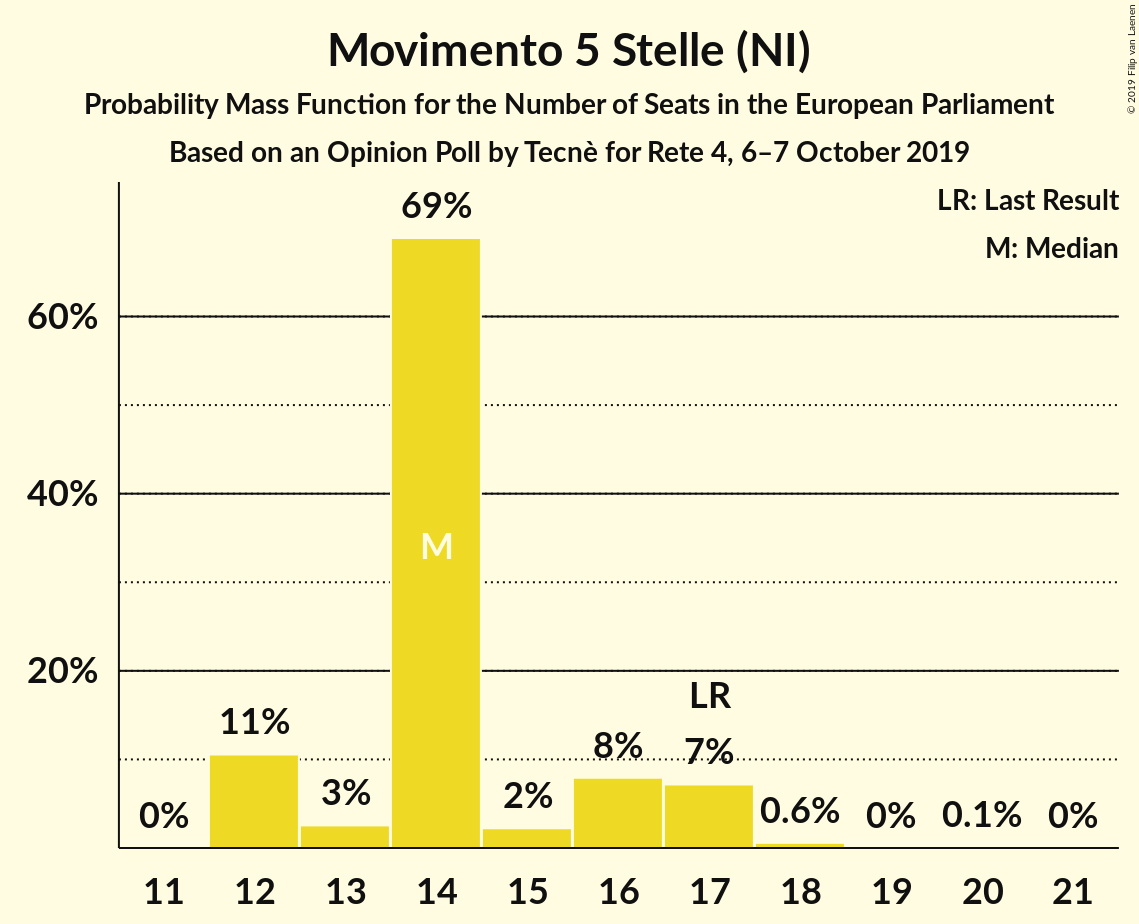 Movimento 5 Stelle (NI)
Probability Mass Function for the Number of Seats in the European Parliament
Based on an Opinion Poll by Tecnè for Rete 4, 6–7 October 2019
© 2019 Filip van Laenen
LR: Last Result
M: Median
60%
40%
20%
0%
11%
3%
69%
M
2%
8%
LR
7%
0.6%
0%
0.1%
0%
11 12 13 14 15 16 17 18 19 20 21